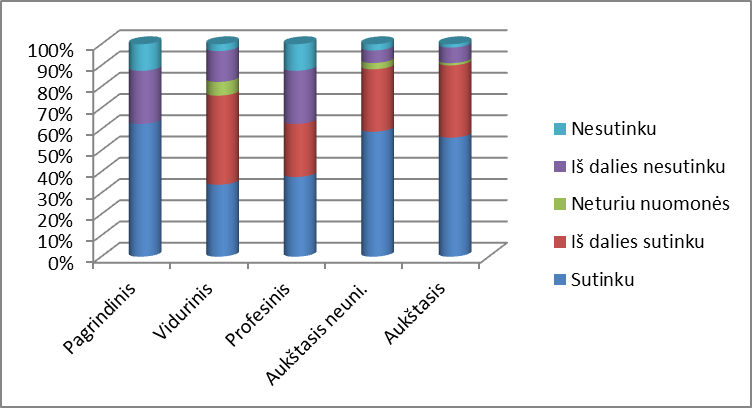 100%
90%
80%
70%
60%
50%
40%
30%
20%
10%
0%
Pagrindinis
Vidurinis
Profesinis
Aukštasis neuni.
Aukštasis
Nesutinku
Iš dalies nesutinku
Neturiu nuomonės
Iš dalies sutinku
Sutinku